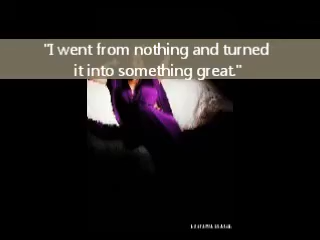 "I went from nothing and turned
it into something great."